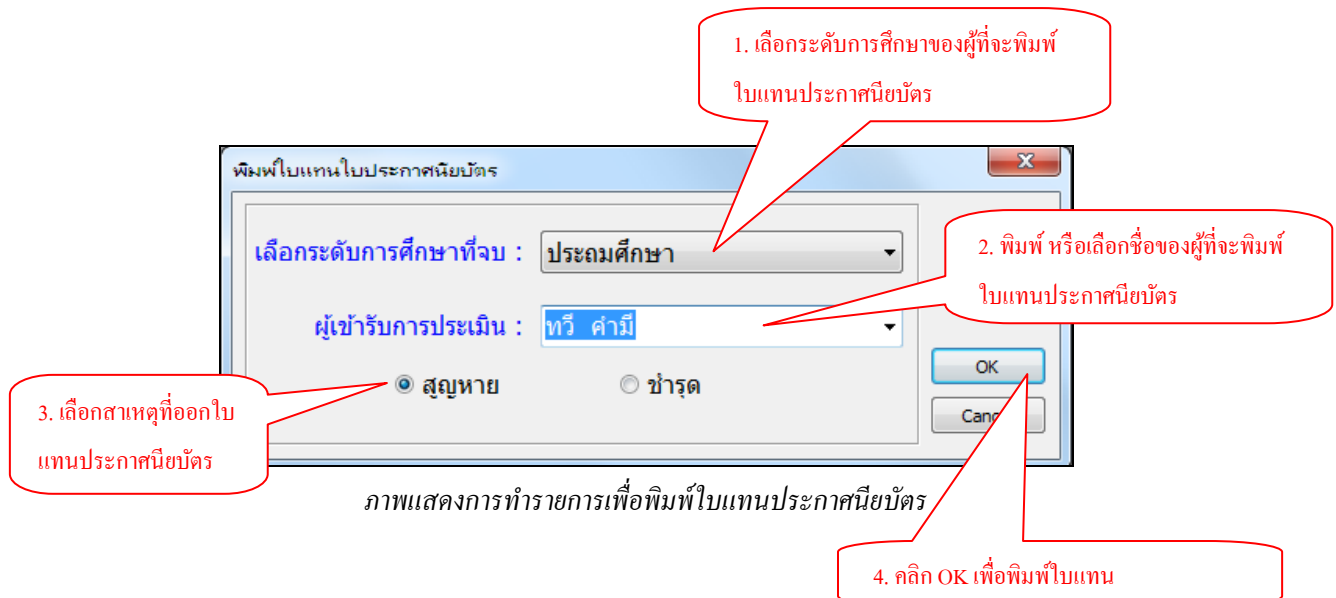 1. เลือกระดับการศึกษาของผู้ที่จะพิมพ์
ใบแทนประกาศนียบัตร
พิมพ์ใบแทนใบประกาศนียบัตร
เลือกระดับการศึกษาที่จบ : ประถมศึกษา
2. พิมพ์ หรือเลือกชื่อของผู้ที่จะพิมพ์
ใบแทนประกาศนียบัตร
ผู้เข้ารับการประเมิน : ทวี คำมี
สูญหาย ชำรุด
OK
3. เลือกสาเหตุที่ออกใบ
แทนประกาศนียบัตร
ภาพแสดงการทำรายการเพื่อพิมพ์ใบแทนประกาศนียบัตร
4. คลิก OK เพื่อพิมพ์ใบแทน